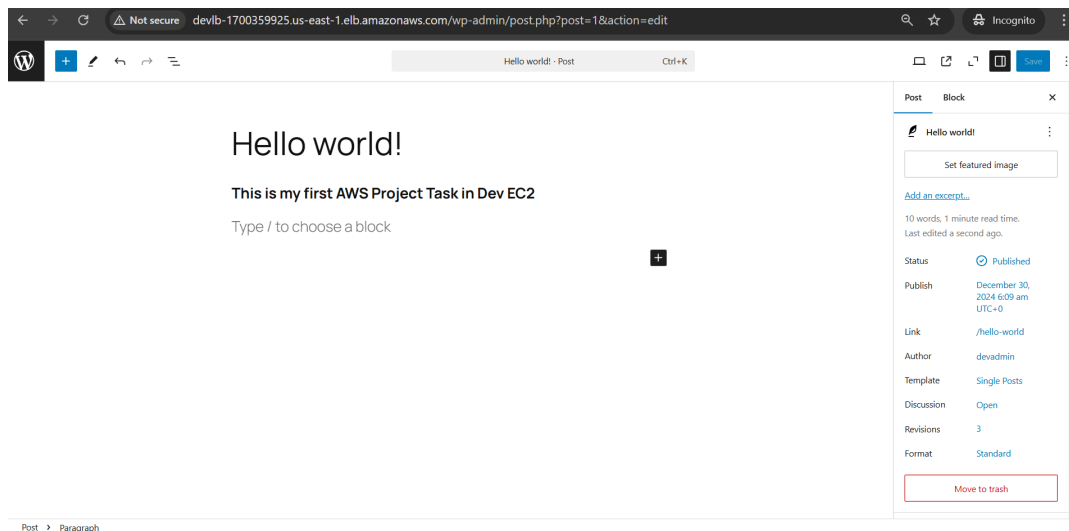 Not secure devlb-1700359925.us-east-1.elb.amazonaws.com/wp-admin/post.php?post=1&action=edit Incognito
Hello world! · Post Ctrl+K Save
Post Block
Hello world!
Set featured image
Add an excerpt...
10 words, 1 minute read time.
Last edited a second ago.
Status Published
Publish December 30,
2024 6:09 am
UTC+0
Link /hello-world
Author devadmin
Template Single Posts
Discussion Open
Revisions 3
Format Standard
Move to trash
Hello world!
This is my first AWS Project Task in Dev EC2
Type / to choose a block
Post > Paragraph